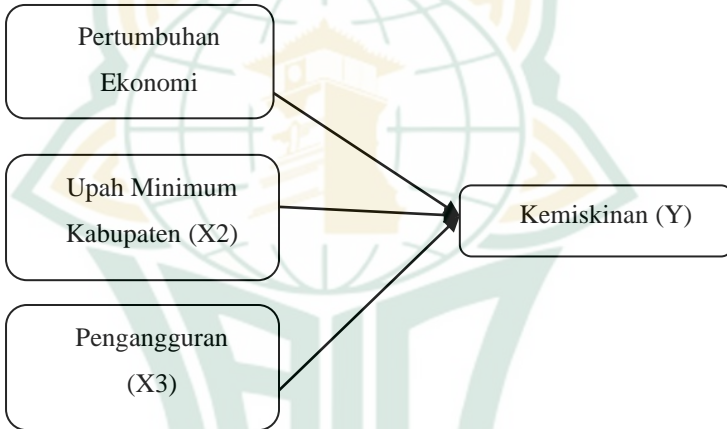 Pertumbuhan
Ekonomi
Upah Minimum
Kabupaten (X2)
Kemiskinan (Y)
Pengangguran
(X3)